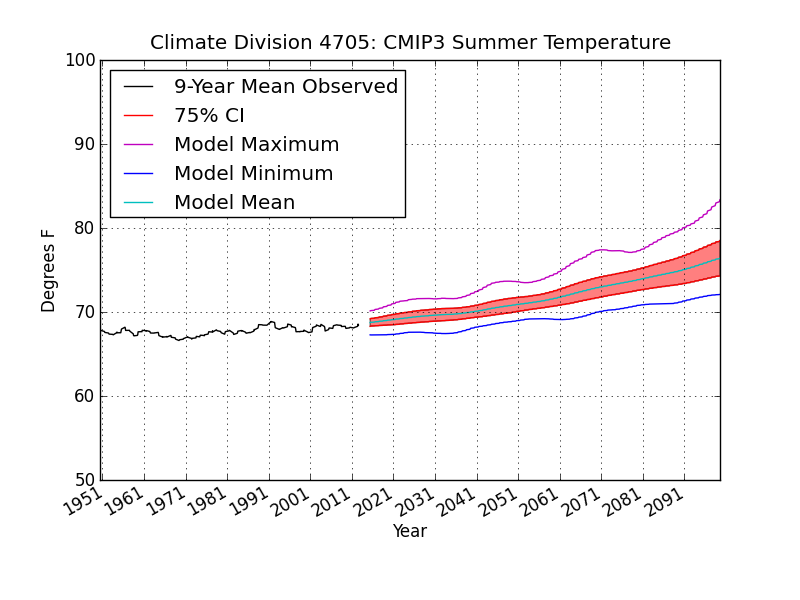 Climate Division 4705: CMIP3 Summer Temperature
100
90
80
70
60
50
Degrees F
9-Year Mean Observed
75% CI
Model Maximum
Model Minimum
Model Mean
1951 1961 1971 1981 1991 2001 2011 2021 2031 2041 2051 2061 2071 2081 2091
Year